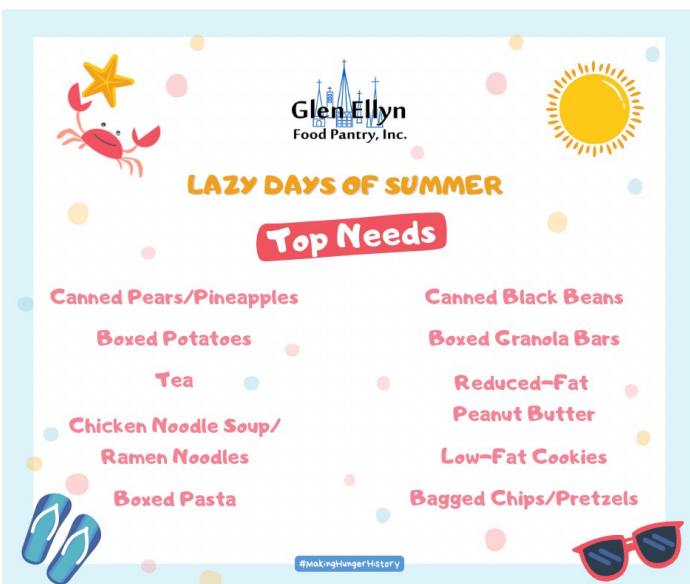 Glen Ellyn
Food Pantry, Inc.
LAZY DAYS OF SUMMER
Top Needs
Canned Pears/Pineapples
Boxed Potatoes
Tea
Chicken Noodle Soup/
Ramen Noodles
Boxed Pasta
Canned Black Beans
Boxed Granola Bars
Reduced-Fat
Peanut Butter
Low-Fat Cookies
Bagged Chips/Pretzels
#MakingHungerHistory